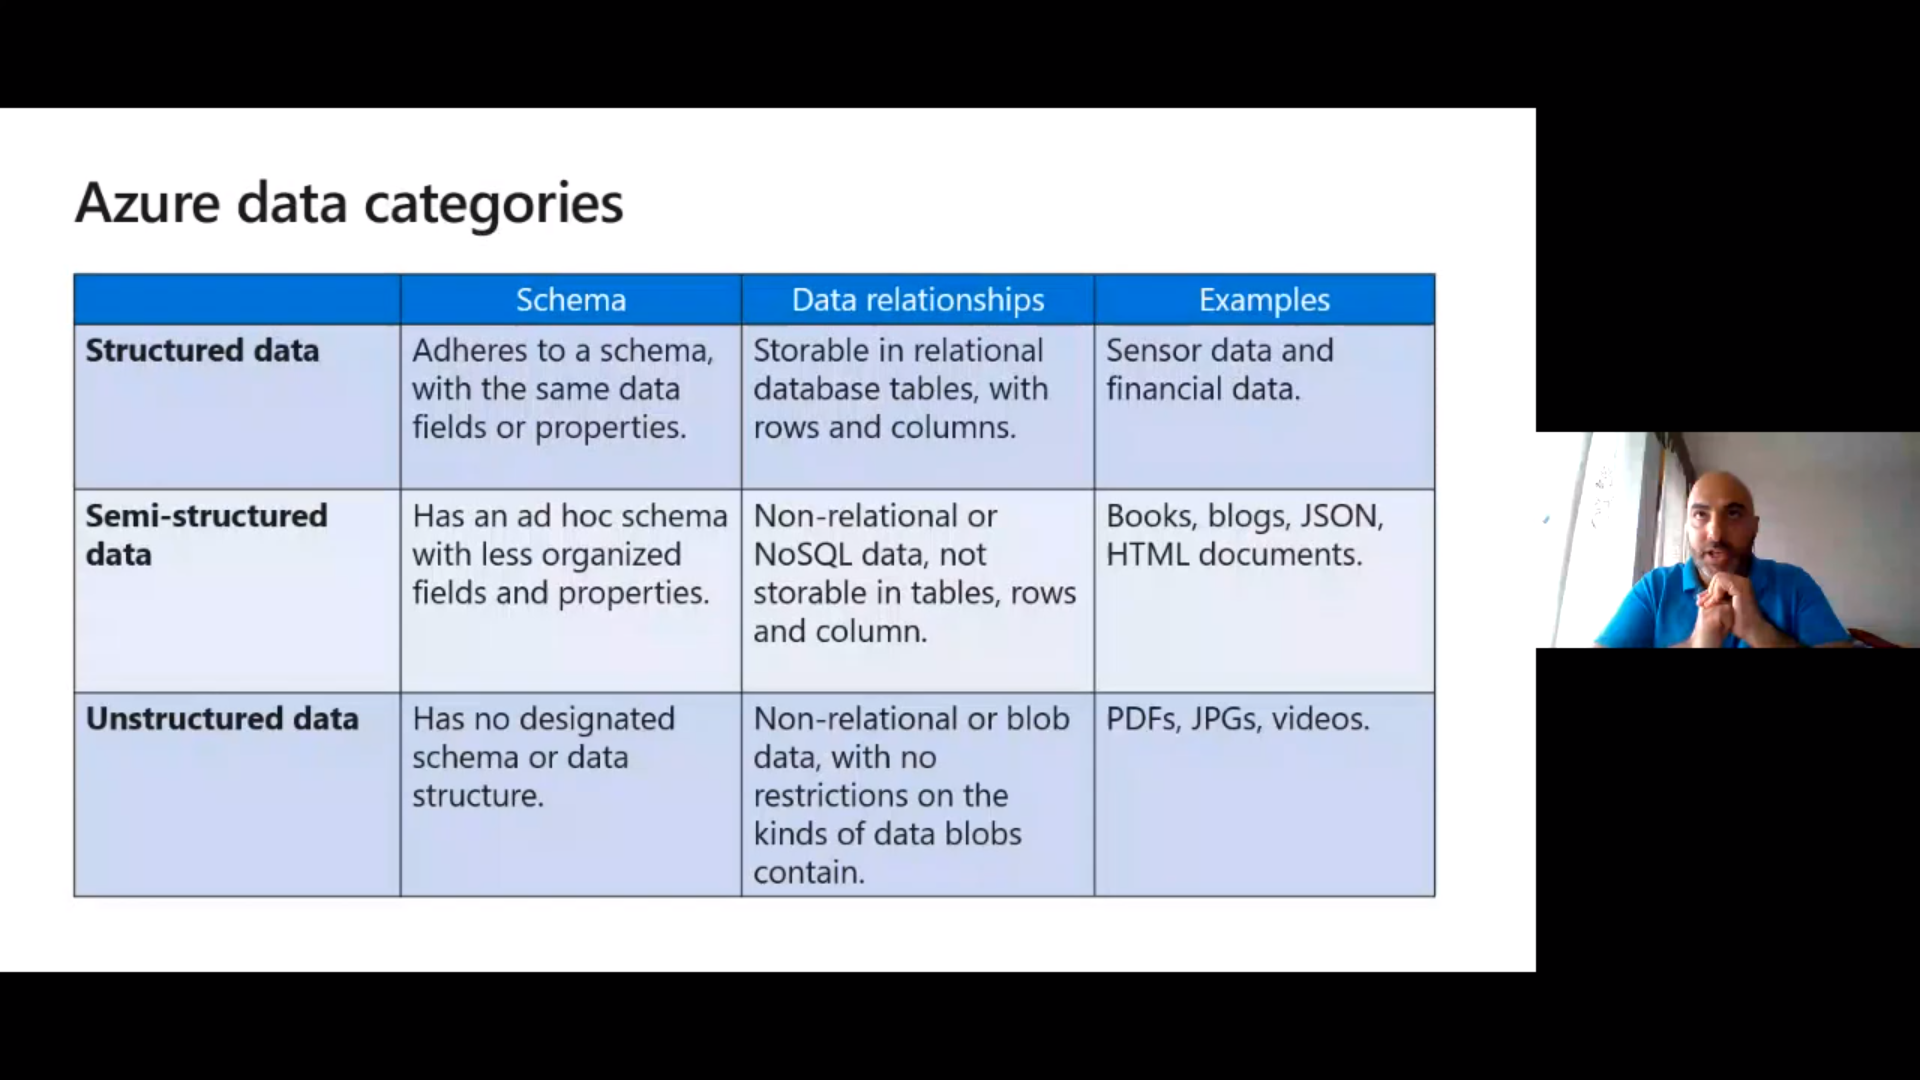 Azure data categories
Schema
Data relationships
Examples
Structured data
Adheres to a schema,
with the same data
fields or properties.
Storable in relational
database tables, with
rows and columns.
Sensor data and
financial data.
Semi-structured
data
Has an ad hoc schema
with less organized
fields and properties.
Non-relational or
NoSQL data, not
storable in tables, rows
and column.
Books, blogs, JSON,
HTML documents.
Unstructured data
Has no designated
schema or data
structure.
Non-relational or blob
data, with no
restrictions on the
kinds of data blobs
contain.
PDFs, JPGs, videos.